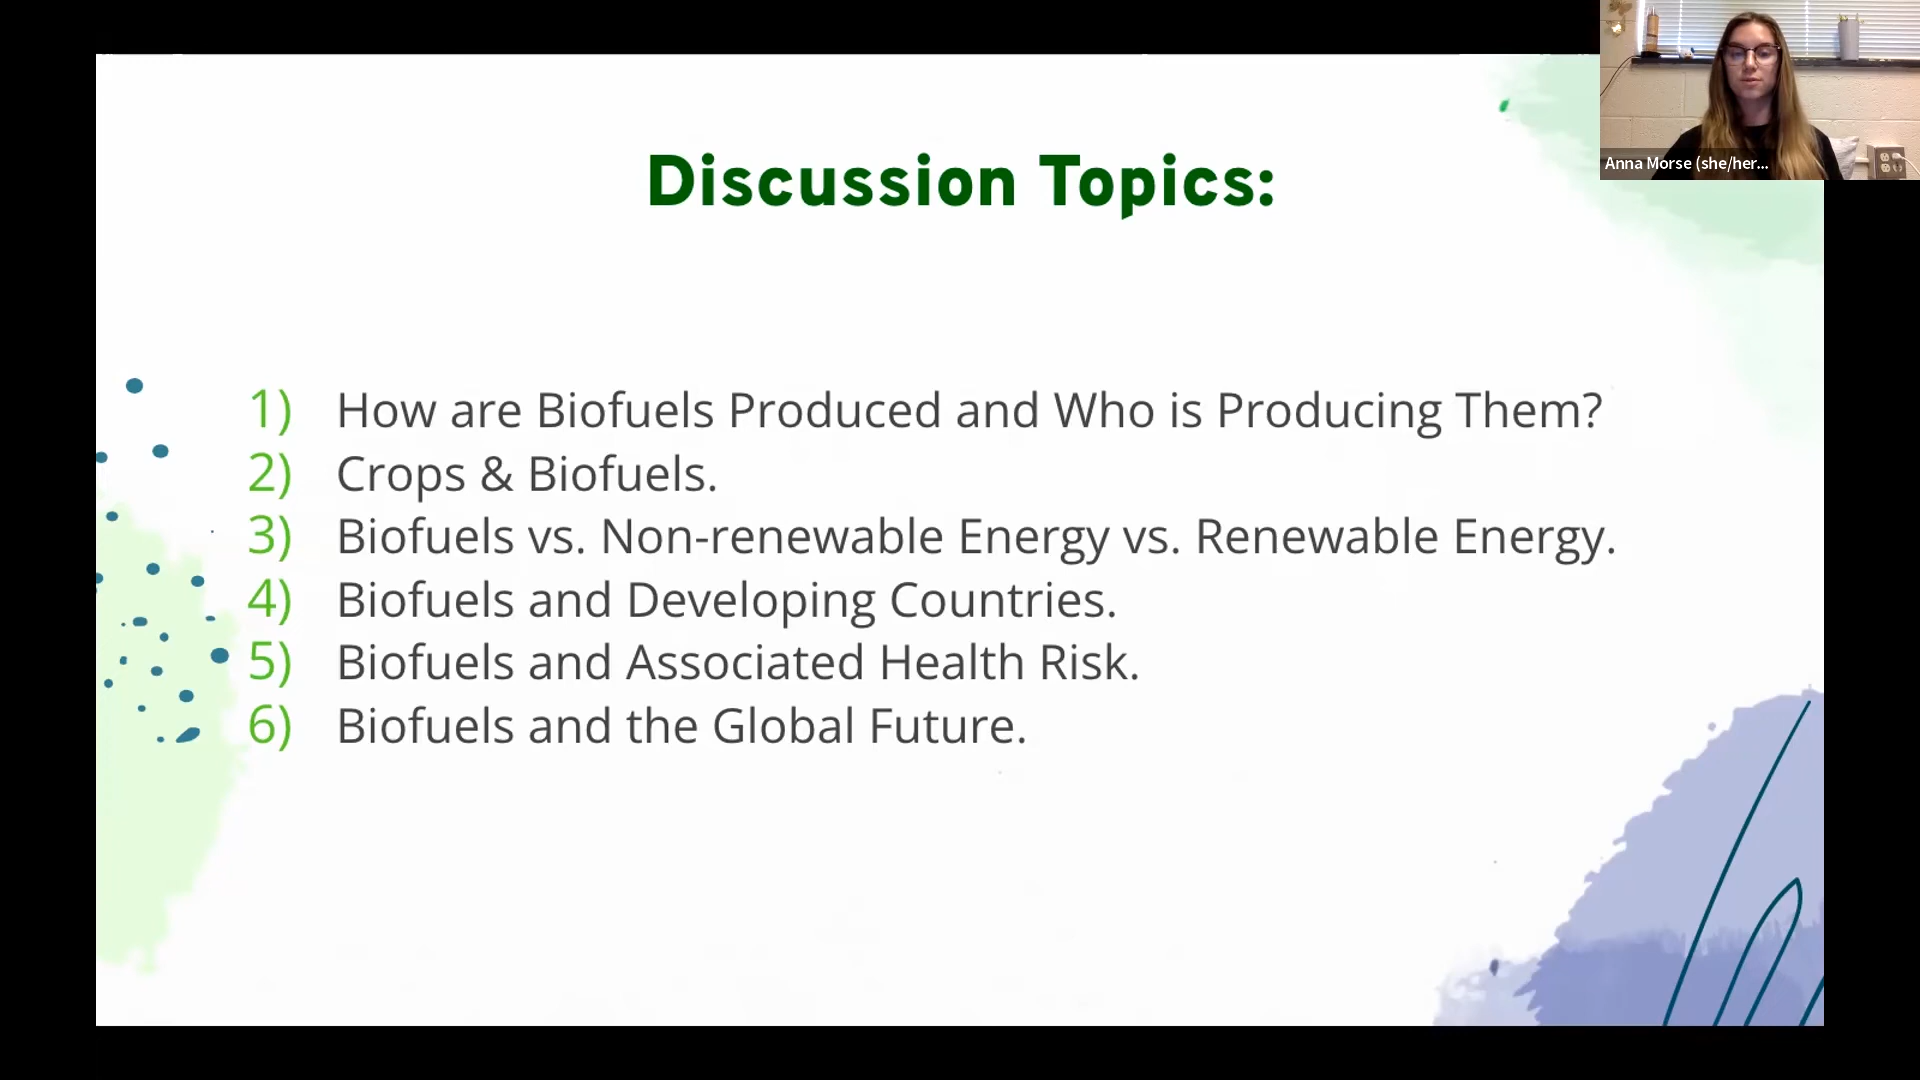 Discussion Topics:
1) How are Biofuels Produced and Who is Producing Them?
2) Crops & Biofuels.
3) Biofuels vs. Non-renewable Energy vs. Renewable Energy.
4) Biofuels and Developing Countries.
5) Biofuels and Associated Health Risk.
6) Biofuels and the Global Future.
Anna Morse (she/her...